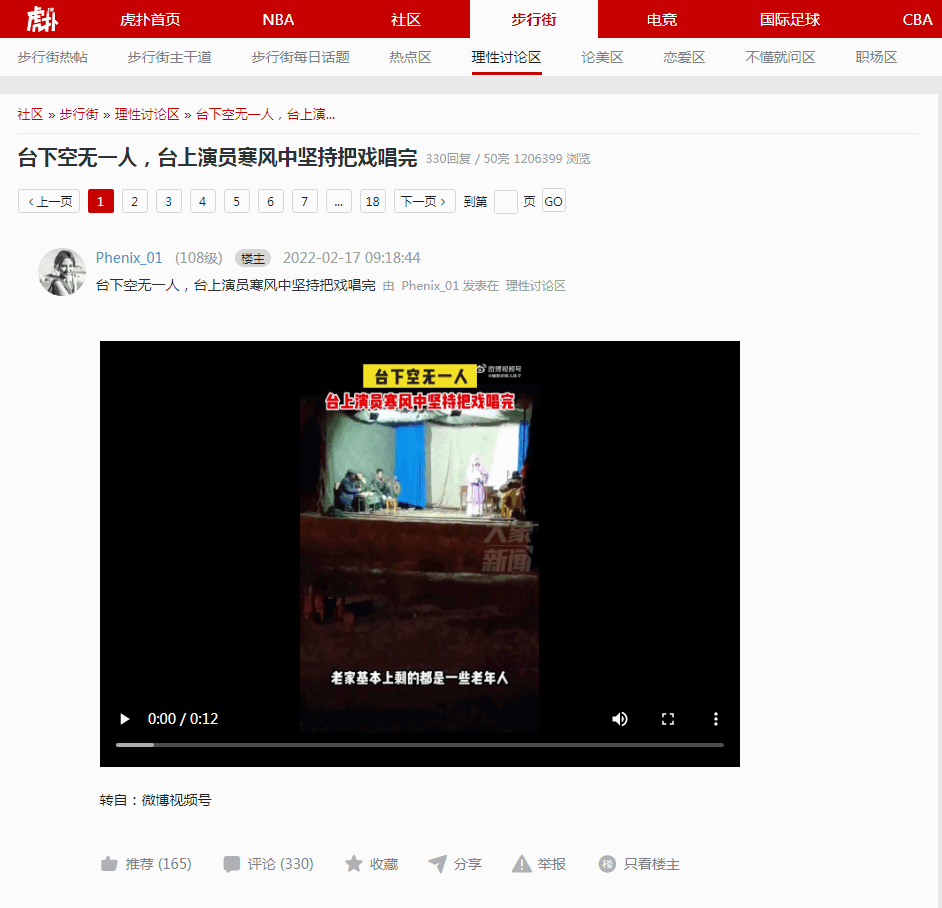 虎扑
虎扑首页 NBA 社区 步行街 电竞 国际足球 CBA
步行街热帖 步行街主干道 步行街每日话题 热点区 理性讨论区 论美区 恋爱区 不懂就问区 职场区
社区 » 步行街 » 理性讨论区 » 台下空无一人，台上演...
台下空无一人，台上演员寒风中坚持把戏唱完 330回复 / 50亮 1206399 浏览
‹ 上一页 1 2 3 4 5 6 7 ... 18 下一页 › 到第 页 GO
Phenix_01 (108级) 楼主 2022-02-17 09:18:44
台下空无一人，台上演员寒风中坚持把戏唱完 由 Phenix_01 发表在 理性讨论区
台下空无一人
微博视频号
台上演员寒风中坚持把戏唱完
大象
新闻
老家基本上剩的都是一些老年人
0:00 / 0:12
转自：微博视频号
推荐 (165) 评论 (330) 收藏 分享 举报 楼 只看楼主